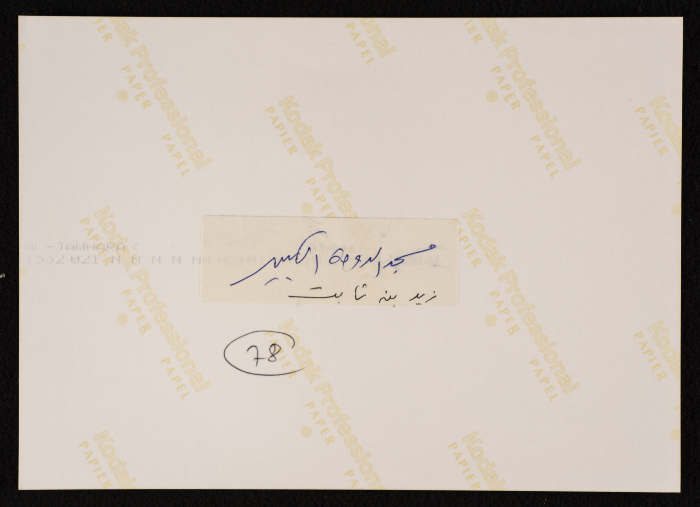 Kodak Professional
PAPER PAPEL
مسجد الدوحة الكبير
زيد بن ثابت
78